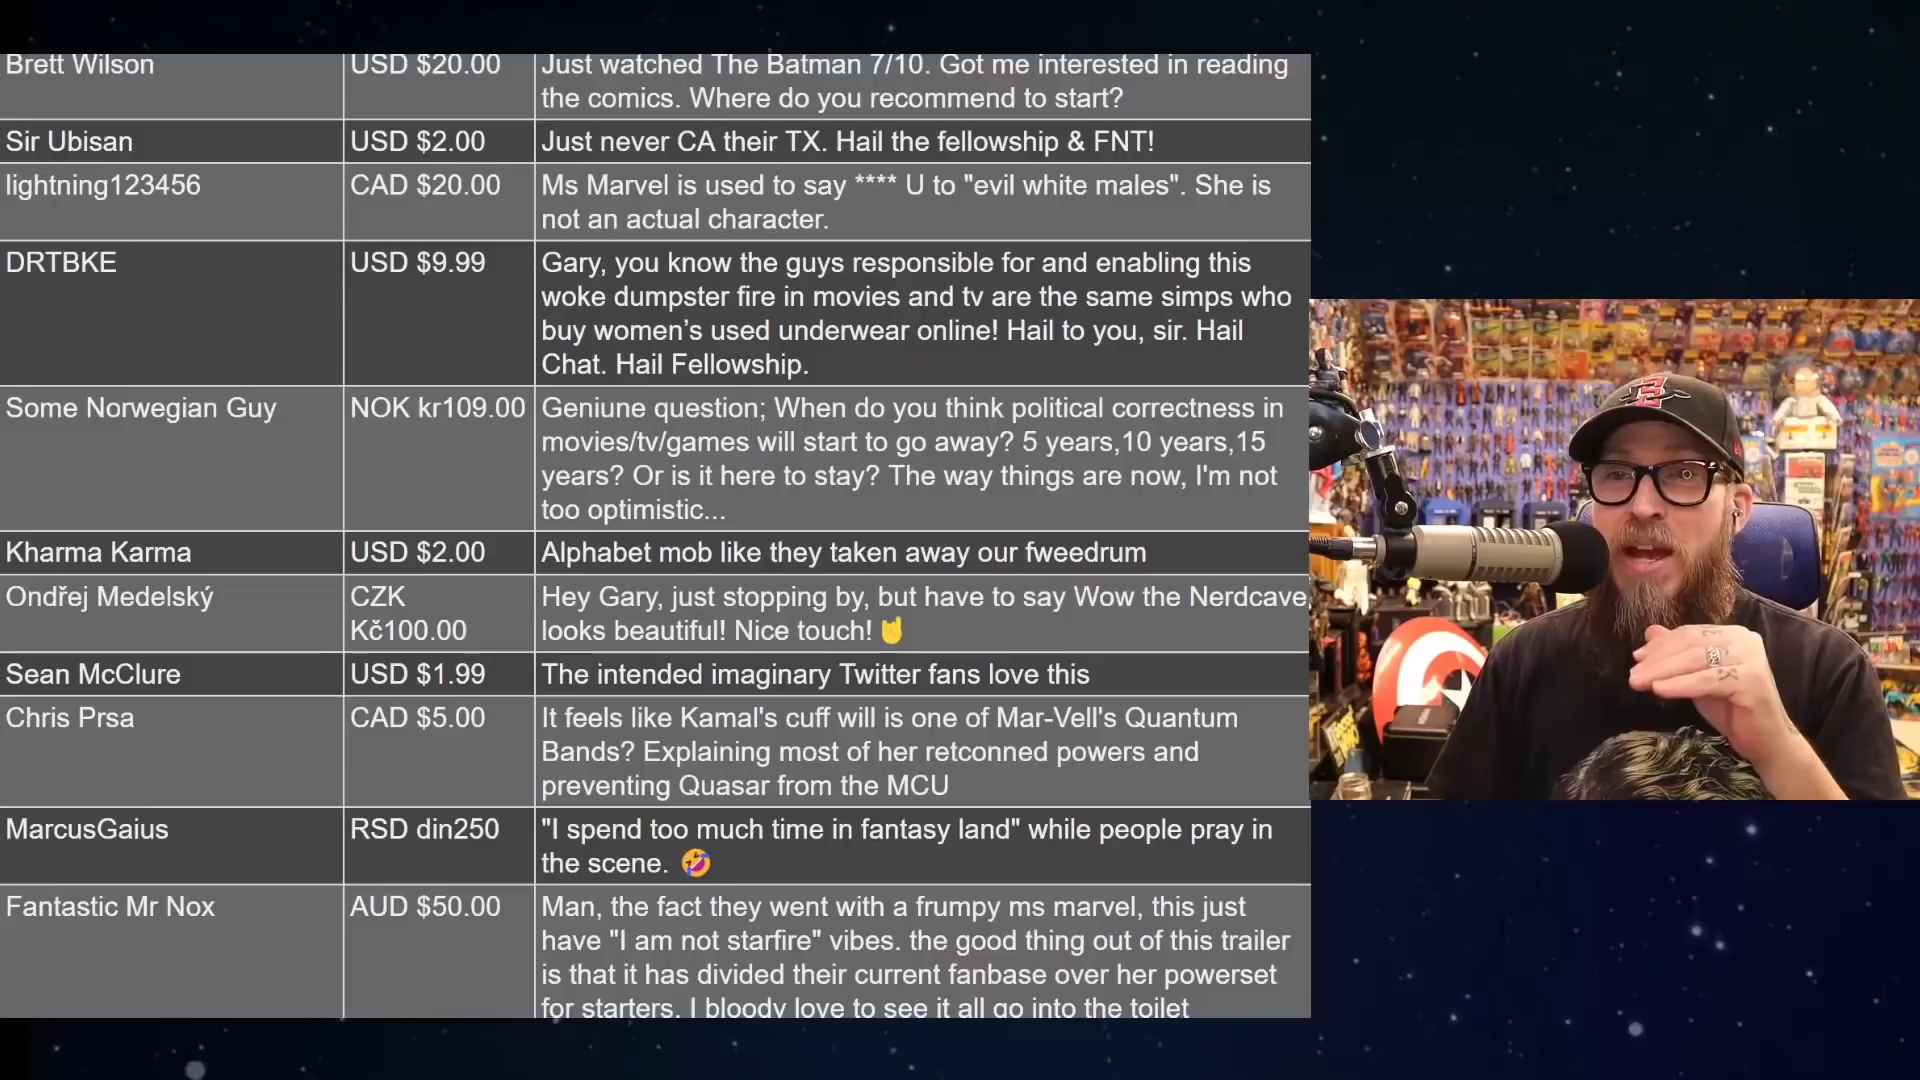 Brett Wilson USD $20.00 Just watched The Batman 7/10. Got me interested in reading
the comics. Where do you recommend to start?
Sir Ubisan USD $2.00 Just never CA their TX. Hail the fellowship & FNT!
lightning123456 CAD $20.00 Ms Marvel is used to say **** U to "evil white males". She is
not an actual character.
DRTBKE USD $9.99 Gary, you know the guys responsible for and enabling this
woke dumpster fire in movies and tv are the same simps who
buy women’s used underwear online! Hail to you, sir. Hail
Chat. Hail Fellowship.
Some Norwegian Guy NOK kr109.00 Geniune question; When do you think political correctness in
movies/tv/games will start to go away? 5 years,10 years,15
years? Or is it here to stay? The way things are now, I'm not
too optimistic...
Kharma Karma USD $2.00 Alphabet mob like they taken away our fweedrum
Ondřej Medelský CZK Hey Gary, just stopping by, but have to say Wow the Nerdcave
Kč100.00 looks beautiful! Nice touch! 🤘
Sean McClure USD $1.99 The intended imaginary Twitter fans love this
Chris Prsa CAD $5.00 It feels like Kamal's cuff will is one of Mar-Vell's Quantum
Bands? Explaining most of her retconned powers and
preventing Quasar from the MCU
MarcusGaius RSD din250 "I spend too much time in fantasy land" while people pray in
the scene. 🤣
Fantastic Mr Nox AUD $50.00 Man, the fact they went with a frumpy ms marvel, this just
have "I am not starfire" vibes. the good thing out of this trailer
is that it has divided their current fanbase over her powerset
for starters. I bloody love to see it all go into the toilet